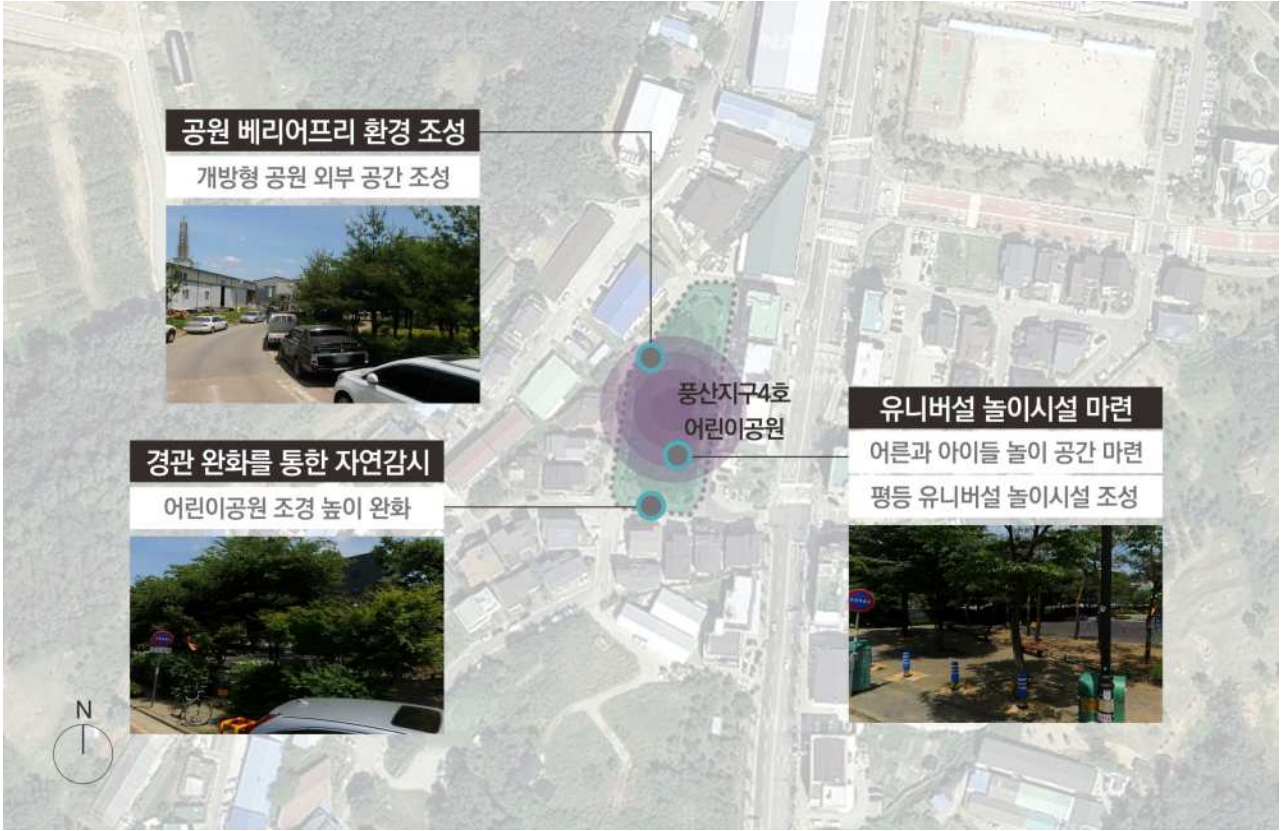 공원 베리어프리 환경 조성
개방형 공원 외부 공간 조성
풍산지구4호
어린이공원
유니버설 놀이시설 마련
어른과 아이들 놀이 공간 마련
평등 유니버설 놀이시설 조성
경관 완화를 통한 자연감시
어린이공원 조경 높이 완화
N